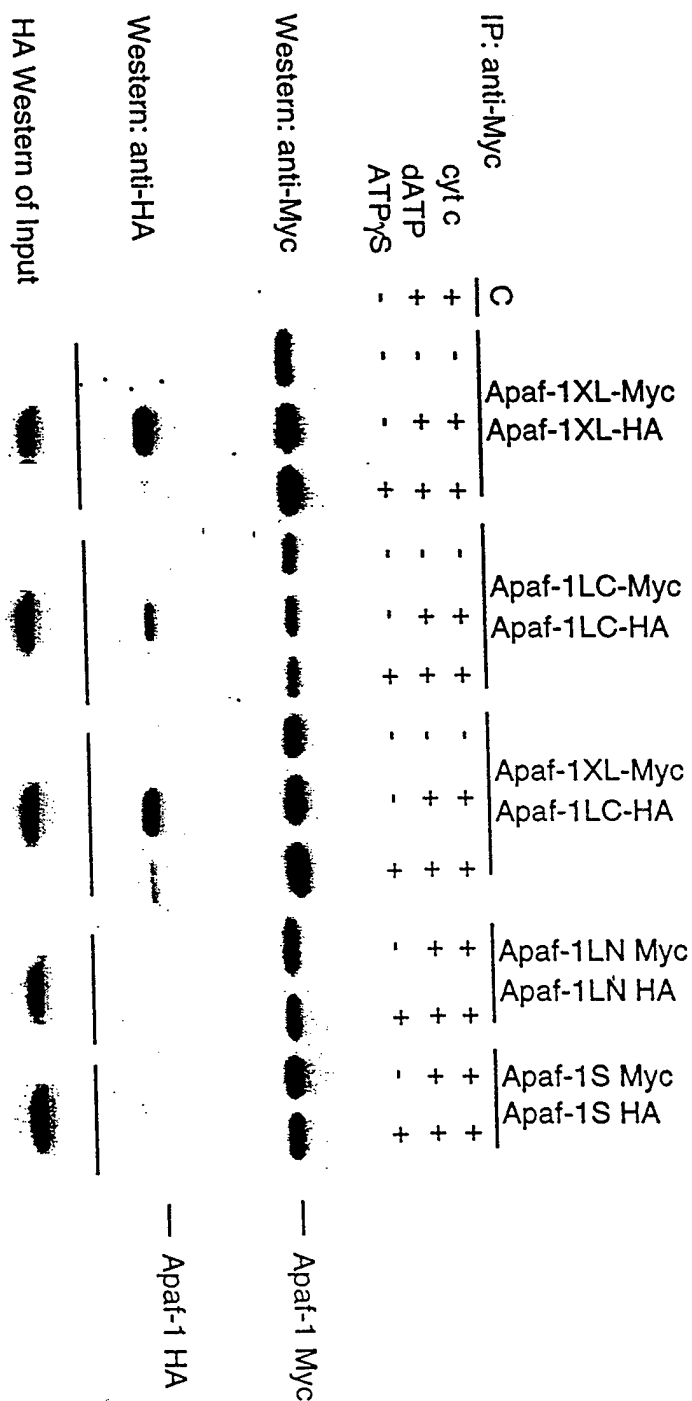 Apaf-1XL-Myc
Apaf-1XL-HA
Apaf-1LC-Myc
Apaf-1LC-HA
Apaf-1XL-Myc
Apaf-1LC-HA
Apaf-1LN Myc
Apaf-1LN HA
Apaf-1S Myc
Apaf-1S HA
IP: anti-Myc
C
cyt c + - + + - + + - + + + + + +
dATP + - + + - + + - + + + + + +
ATPγS - - - + - - + - - + - + - +
Western: anti-Myc
Apaf-1 Myc
Western: anti-HA
Apaf-1 HA
HA Western of Input